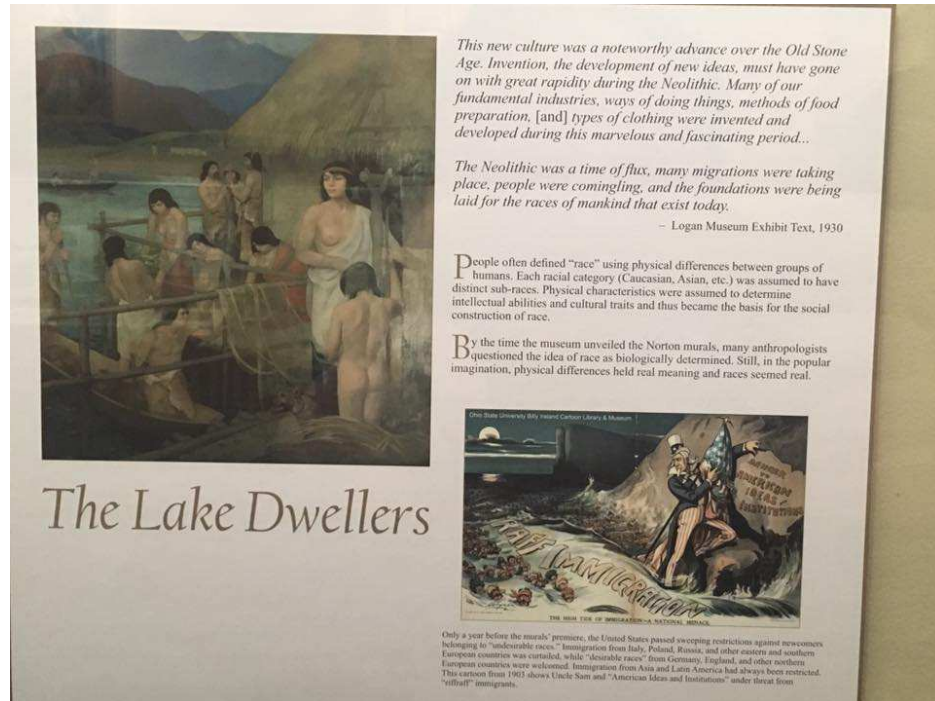 This new culture was a noteworthy advance over the Old Stone
Age. Invention, the development of new ideas, must have gone
on with great rapidity during the Neolithic. Many of our
fundamental industries, ways of doing things, methods of food
preparation, [and] types of clothing were invented and
developed during this marvelous and fascinating period...
The Neolithic was a time of flux, many migrations were taking
place, people were comingling, and the foundations were being
laid for the races of mankind that exist today.
– Logan Museum Exhibit Text, 1930
People often defined “race” using physical differences between groups of
humans. Each racial category (Caucasian, Asian, etc.) was assumed to have
distinct sub-races. Physical characteristics were assumed to determine
intellectual abilities and cultural traits and thus became the basis for the social
construction of race.
By the time the museum unveiled the Norton murals, many anthropologists
questioned the idea of race as biologically determined. Still, in the popular
imagination, physical differences held real meaning and races seemed real.
The Lake Dwellers
Ohio State University Billy Ireland Cartoon Library & Museum
DANGER
TO
AMERICAN
IDEAS
INSTITUTIONS
RIFF RAFF IMMIGRATION
THE HIGH TIDE OF IMMIGRATION—A NATIONAL MENACE.
Only a year before the murals' premiere, the United States passed sweeping restrictions against newcomers
belonging to “undesirable races.” Immigration from Italy, Poland, Russia, and other eastern and southern
European countries was curtailed, while “desirable races” from Germany, England, and other northern
European countries were welcomed. Immigration from Asia and Latin America had always been restricted.
This cartoon from 1903 shows Uncle Sam and “American Ideas and Institutions” under threat from
“riffraff” immigrants.